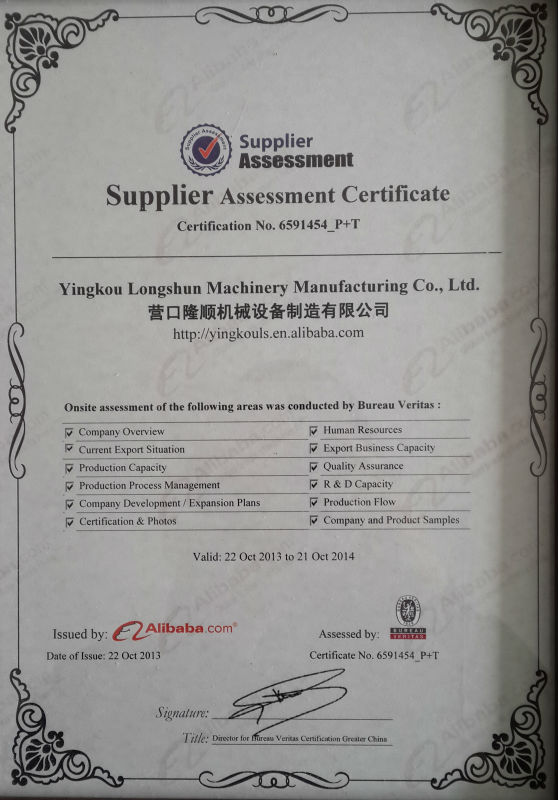 Supplier Assessment
Supplier
Assessment
Supplier Assessment Certificate
Certification No. 6591454_P+T
Yingkou Longshun Machinery Manufacturing Co., Ltd.
营口隆顺机械设备制造有限公司
http://yingkouls.en.alibaba.com
Onsite assessment of the following areas was conducted by Bureau Veritas :
Company Overview
Human Resources
Current Export Situation
Export Business Capacity
Production Capacity
Quality Assurance
Production Process Management
R & D Capacity
Company Development / Expansion Plans
Production Flow
Certification & Photos
Company and Product Samples
Valid: 22 Oct 2013 to 21 Oct 2014
Issued by: Alibaba.com®
Assessed by: BUREAU VERITAS
Date of Issue: 22 Oct 2013
Certificate No. 6591454_P+T
Signature:
Title: Director for Bureau Veritas Certification Greater China